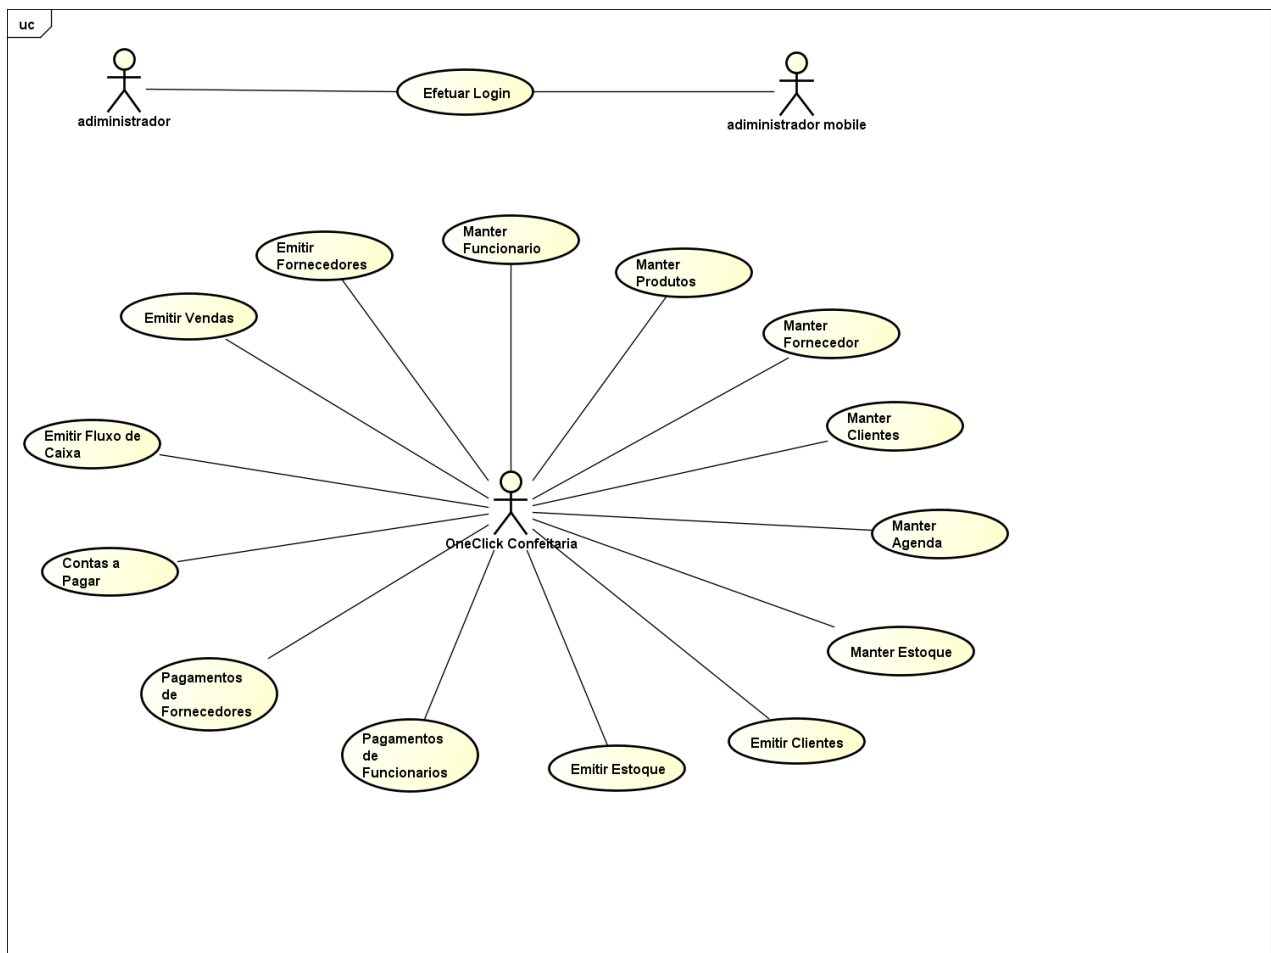 uc
Efetuar Login
adiministrador
adiministrador mobile
Manter
Funcionario
Emitir
Fornecedores
Manter
Produtos
Emitir Vendas
Manter
Fornecedor
Manter
Clientes
Emitir Fluxo de
Caixa
Manter
Agenda
OneClick Confeitaria
Contas a
Pagar
Manter Estoque
Pagamentos
de
Fornecedores
Pagamentos
de
Funcionarios
Emitir Clientes
Emitir Estoque